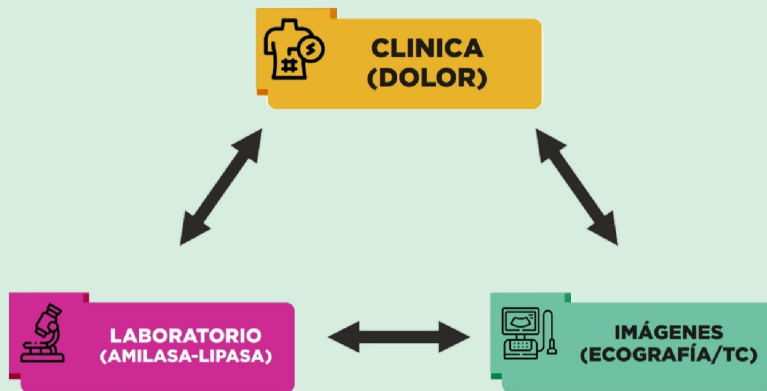 CLINICA
(DOLOR)
LABORATORIO
(AMILASA-LIPASA)
IMÁGENES
(ECOGRAFÍA/TC)